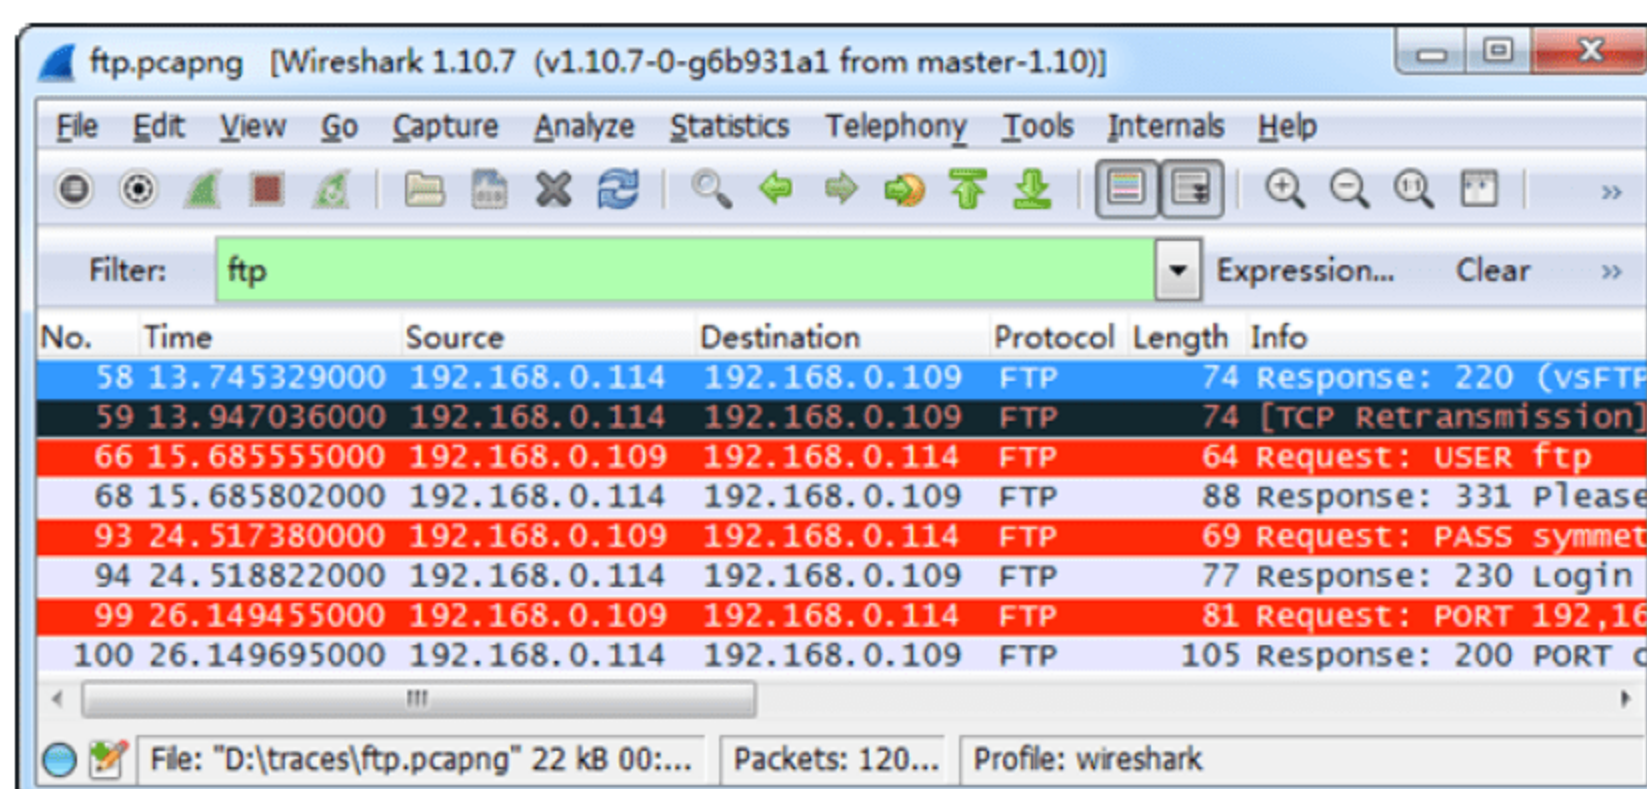 ftp.pcapng [Wireshark 1.10.7 (v1.10.7-0-g6b931a1 from master-1.10)]
File Edit View Go Capture Analyze Statistics Telephony Tools Internals Help
Filter: ftp Expression... Clear »
No. Time Source Destination Protocol Length Info
58 13.745329000 192.168.0.114 192.168.0.109 FTP 74 Response: 220 (vsFTP
59 13.947036000 192.168.0.114 192.168.0.109 FTP 74 [TCP Retransmission]
66 15.685555000 192.168.0.109 192.168.0.114 FTP 64 Request: USER ftp
68 15.685802000 192.168.0.114 192.168.0.109 FTP 88 Response: 331 Please
93 24.517380000 192.168.0.109 192.168.0.114 FTP 69 Request: PASS symmet
94 24.518822000 192.168.0.114 192.168.0.109 FTP 77 Response: 230 Login
99 26.149455000 192.168.0.109 192.168.0.114 FTP 81 Request: PORT 192,16
100 26.149695000 192.168.0.114 192.168.0.109 FTP 105 Response: 200 PORT c
File: "D:\traces\ftp.pcapng" 22 kB 00:... Packets: 120... Profile: wireshark